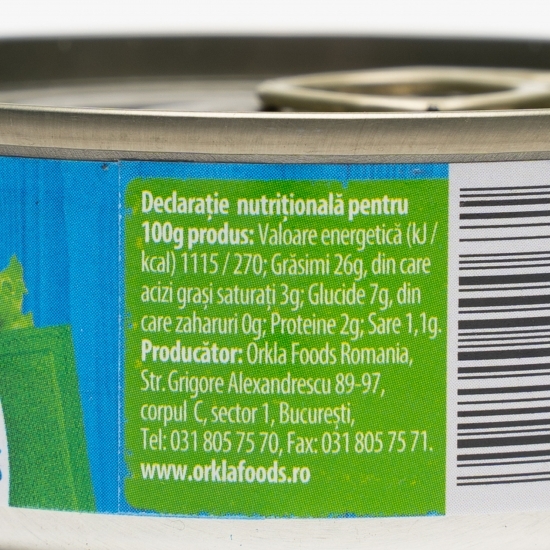 Declarație nutrițională pentru
100g produs: Valoare energetică (kJ /
kcal) 1115 / 270; Grăsimi 26g, din care
acizi grași saturați 3g; Glucide 7g, din
care zaharuri 0g; Proteine 2g; Sare 1,1g.
Producător: Orkla Foods Romania,
Str. Grigore Alexandrescu 89-97,
corpul C, sector 1, București,
Tel: 031 805 75 70, Fax: 031 805 75 71.
www.orklafoods.ro